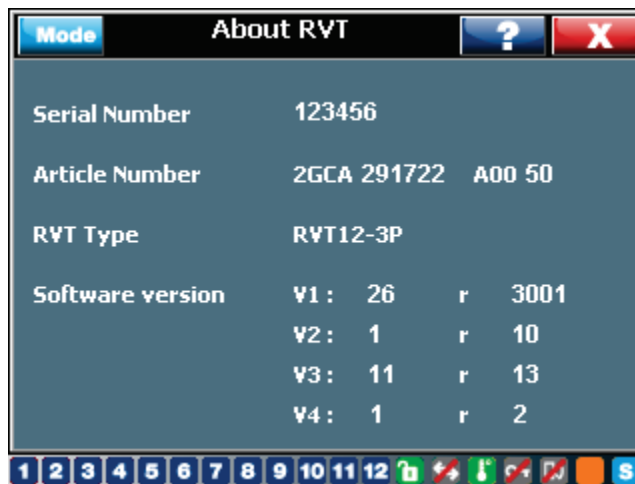 Mode About RVT ? X
Serial Number 123456
Article Number 2GCA 291722 A00 50
RVT Type RVT12-3P
Software version V1 : 26 r 3001
V2 : 1 r 10
V3 : 11 r 13
V4 : 1 r 2
1 2 3 4 5 6 7 8 9 10 11 12 S